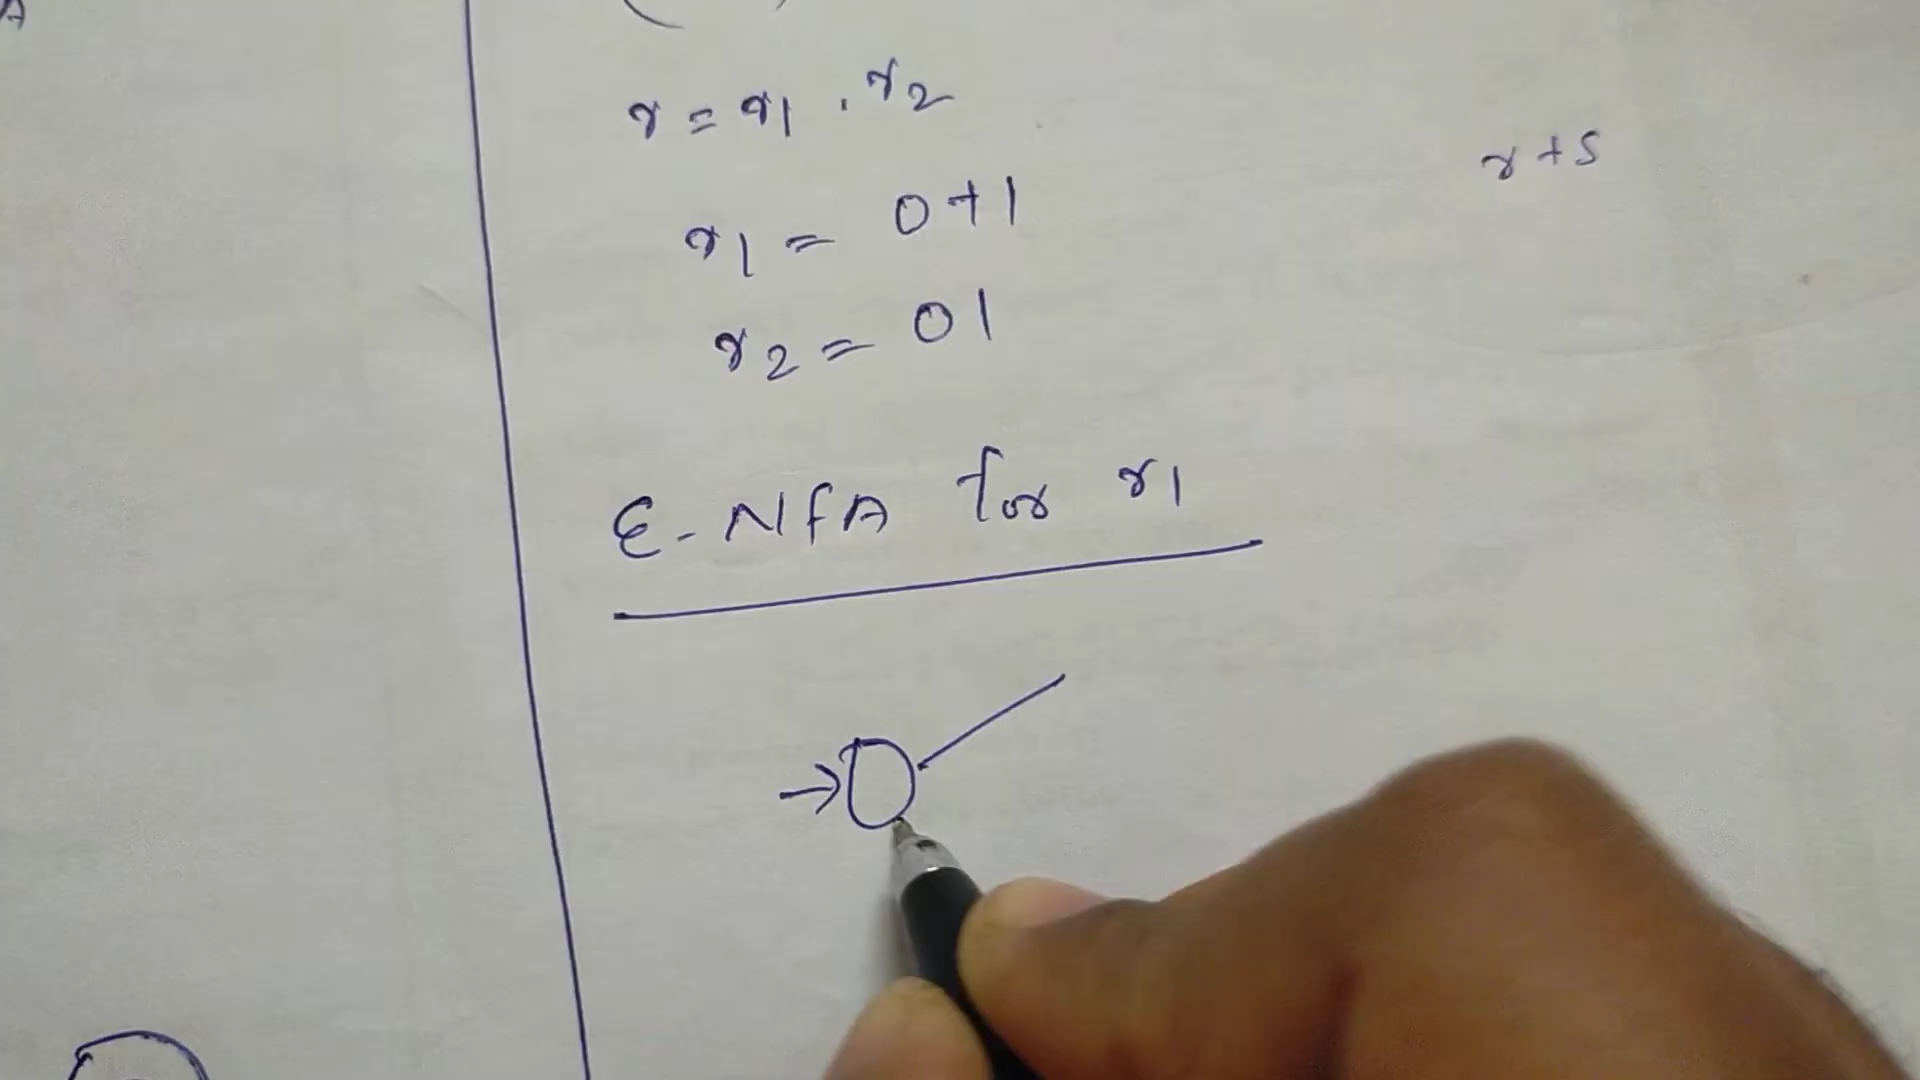 A
r = r1 . r2
r + s
r1 = 0+1
r2 = 01
ε-NFA for r1